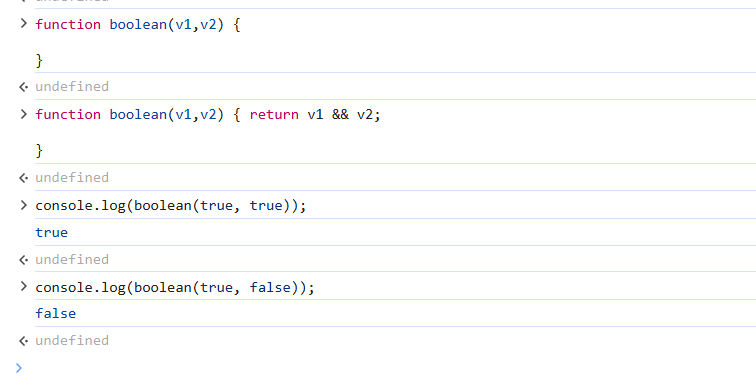 undefined
function boolean(v1,v2) {
}
undefined
function boolean(v1,v2) { return v1 && v2;
}
undefined
console.log(boolean(true, true));
true
undefined
console.log(boolean(true, false));
false
undefined